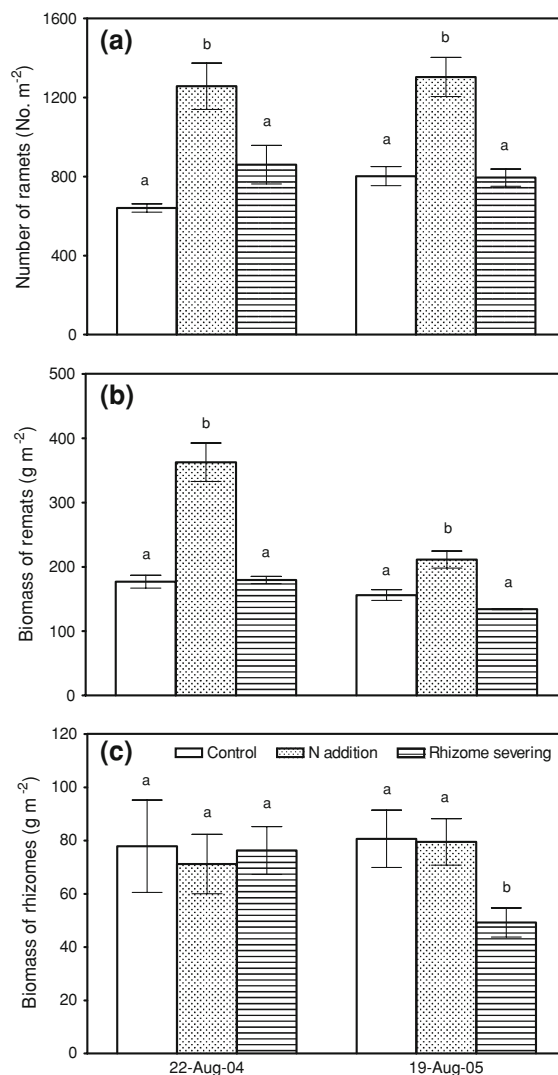 (a)
Number of ramets (No. m-2)
1600
1200
800
400
0
a
b
a
a
b
a
(b)
Biomass of remats (g m-2)
500
400
300
200
100
0
a
b
a
a
b
a
(c)
Control
N addition
Rhizome severing
Biomass of rhizomes (g m-2)
120
100
80
60
40
20
0
a
a
a
a
a
b
22-Aug-04
19-Aug-05